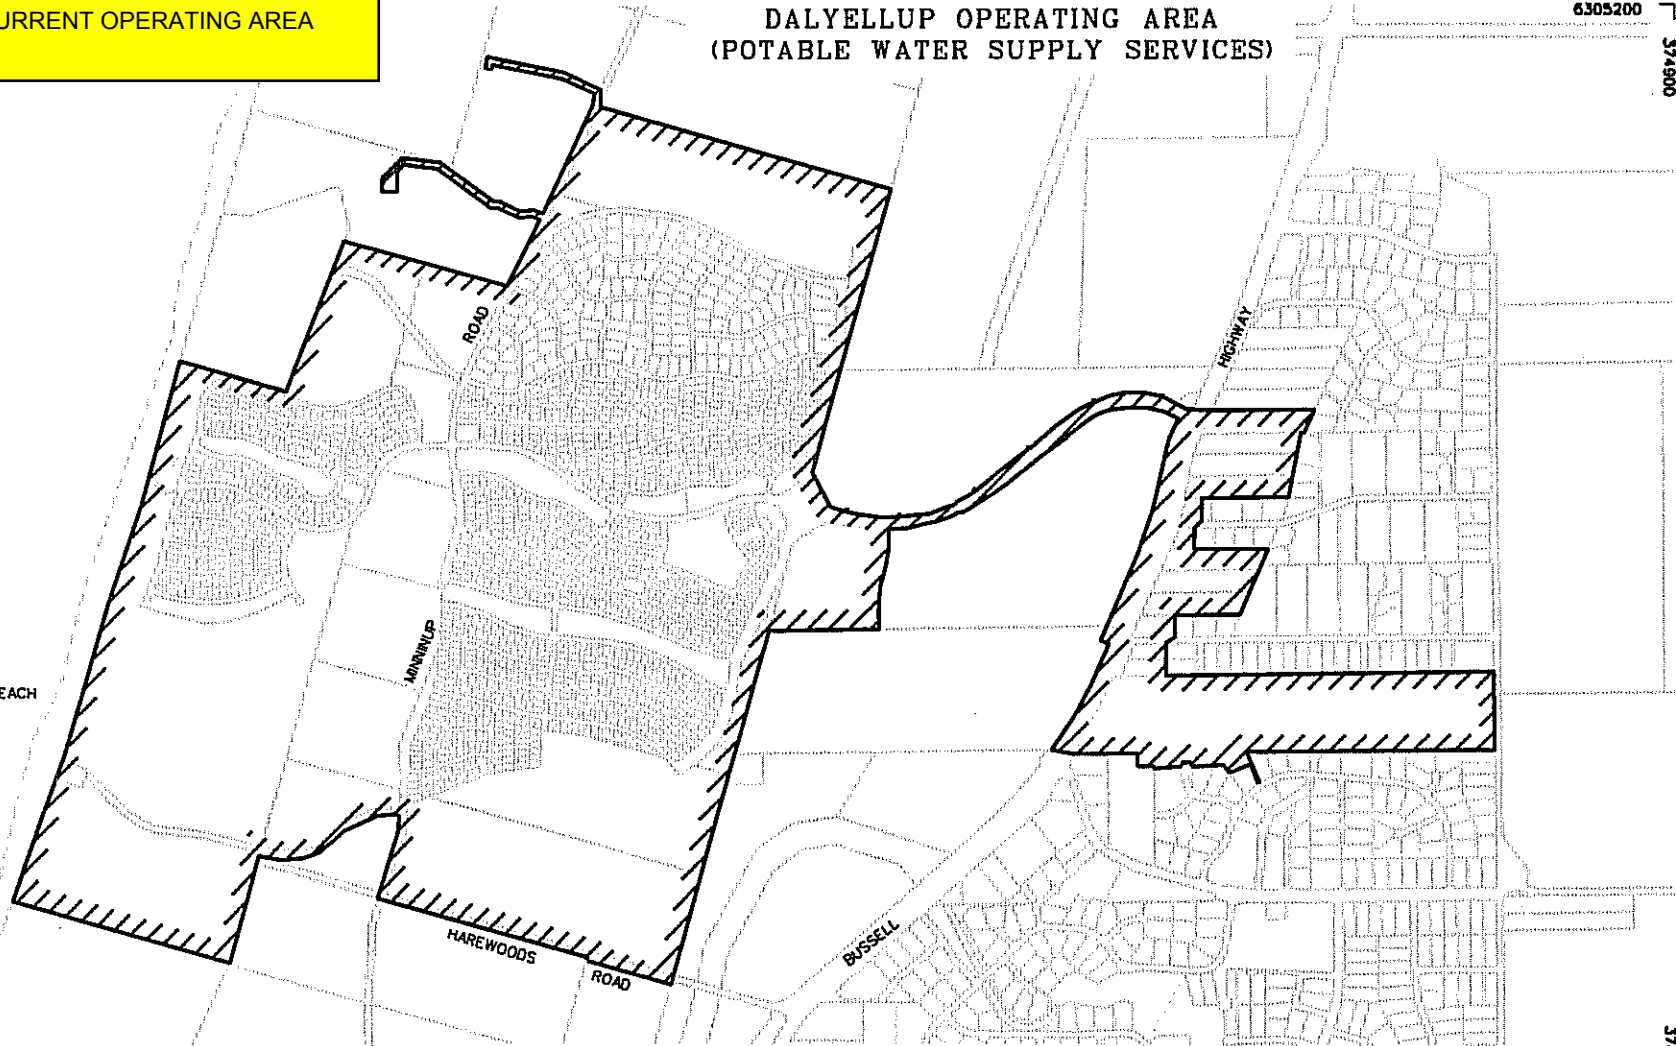 URRENT OPERATING AREA
DALYELLUP OPERATING AREA
(POTABLE WATER SUPPLY SERVICES)
6305200
374900
ROAD
HIGHWAY
MINNINUP
EACH
HAREWOODS
ROAD
BUSSELL
37